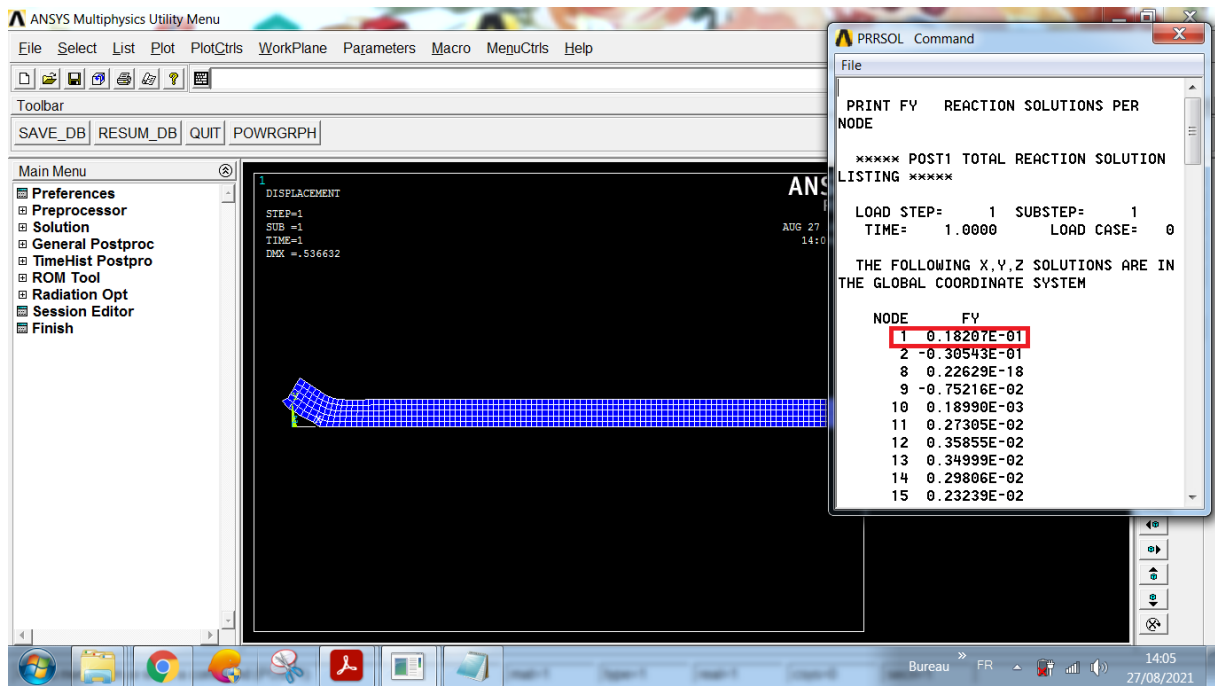 ANSYS Multiphysics Utility Menu
File Select List Plot PlotCtrls WorkPlane Parameters Macro MenuCtrls Help
Toolbar
SAVE_DB RESUM_DB QUIT POWRGRPH
Main Menu
Preferences
Preprocessor
Solution
General Postproc
TimeHist Postpro
ROM Tool
Radiation Opt
Session Editor
Finish
1
DISPLACEMENT
STEP=1
SUB =1
TIME=1
DMX =.536632
ANS
AUG 27
14:0
PRRSOL Command
File
PRINT FY REACTION SOLUTIONS PER
NODE
***** POST1 TOTAL REACTION SOLUTION
LISTING *****
LOAD STEP= 1 SUBSTEP= 1
TIME= 1.0000 LOAD CASE= 0
THE FOLLOWING X,Y,Z SOLUTIONS ARE IN
THE GLOBAL COORDINATE SYSTEM
NODE FY
1 0.18207E-01
2 -0.30543E-01
8 0.22629E-18
9 -0.75216E-02
10 0.18990E-03
11 0.27305E-02
12 0.35855E-02
13 0.34999E-02
14 0.29806E-02
15 0.23239E-02
Bureau » FR
14:05
27/08/2021